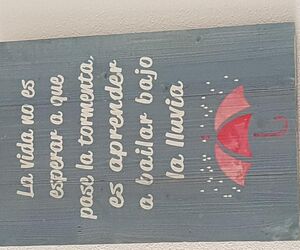 La vida no es
esperar a que
pase la tormenta,
es aprender
a bailar bajo
la lluvia